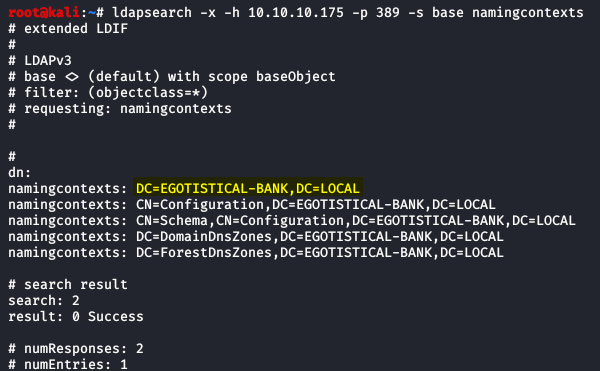 root@kali:~# ldapsearch -x -h 10.10.10.175 -p 389 -s base namingcontexts
# extended LDIF
#
# LDAPv3
# base <> (default) with scope baseObject
# filter: (objectclass=*)
# requesting: namingcontexts
#
#
dn:
namingcontexts: DC=EGOTISTICAL-BANK,DC=LOCAL
namingcontexts: CN=Configuration,DC=EGOTISTICAL-BANK,DC=LOCAL
namingcontexts: CN=Schema,CN=Configuration,DC=EGOTISTICAL-BANK,DC=LOCAL
namingcontexts: DC=DomainDnsZones,DC=EGOTISTICAL-BANK,DC=LOCAL
namingcontexts: DC=ForestDnsZones,DC=EGOTISTICAL-BANK,DC=LOCAL
# search result
search: 2
result: 0 Success
# numResponses: 2
# numEntries: 1